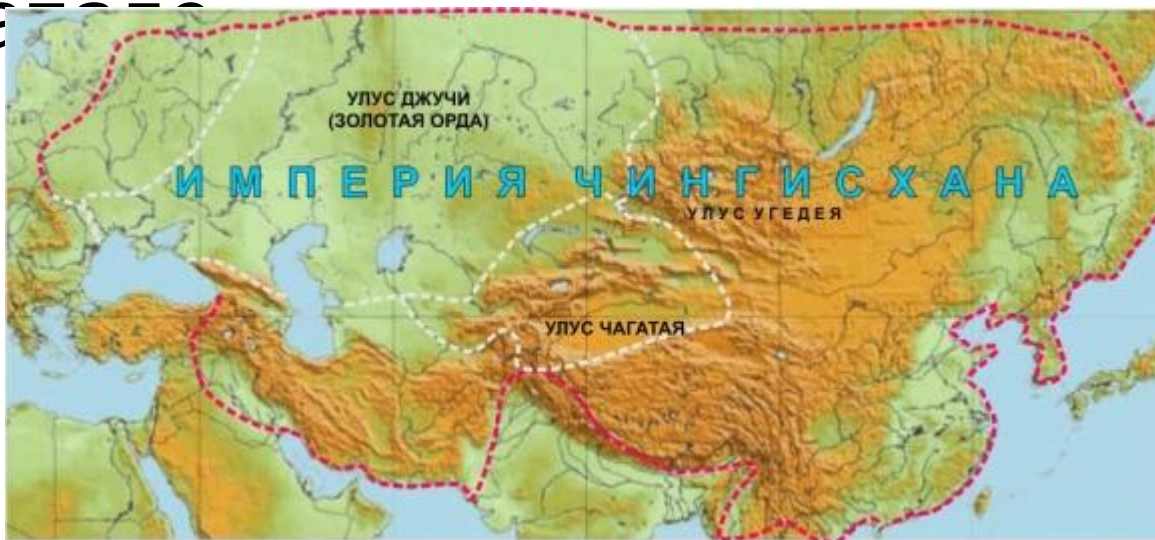 УЛУС ДЖУЧИ
(ЗОЛОТАЯ ОРДА)
ИМПЕРИЯ ЧИНГИСХАНА
УЛУС УГЕДЕЯ
УЛУС ЧАГАТАЯ